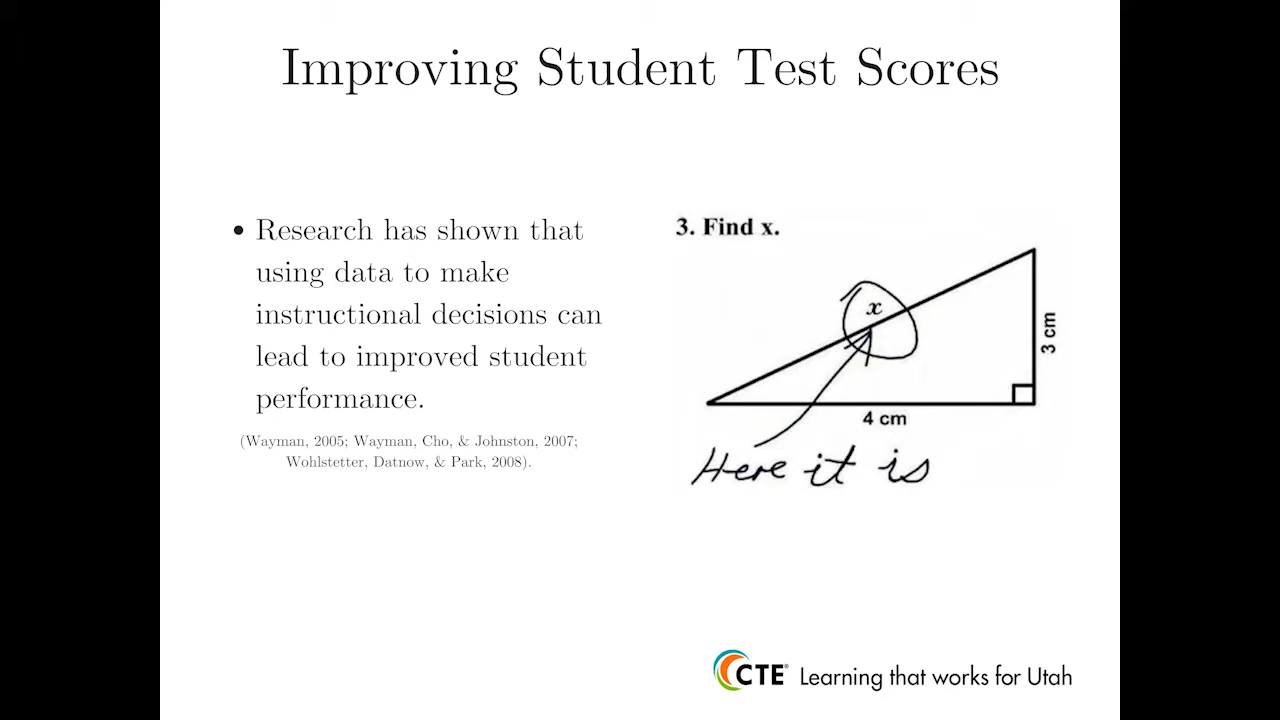 Improving Student Test Scores
• Research has shown that
using data to make
instructional decisions can
lead to improved student
performance.
(Wayman, 2005; Wayman, Cho, & Johnston, 2007;
Wohlstetter, Datnow, & Park, 2008).
3. Find x.
x
3 cm
4 cm
Here it is
CTE® Learning that works for Utah